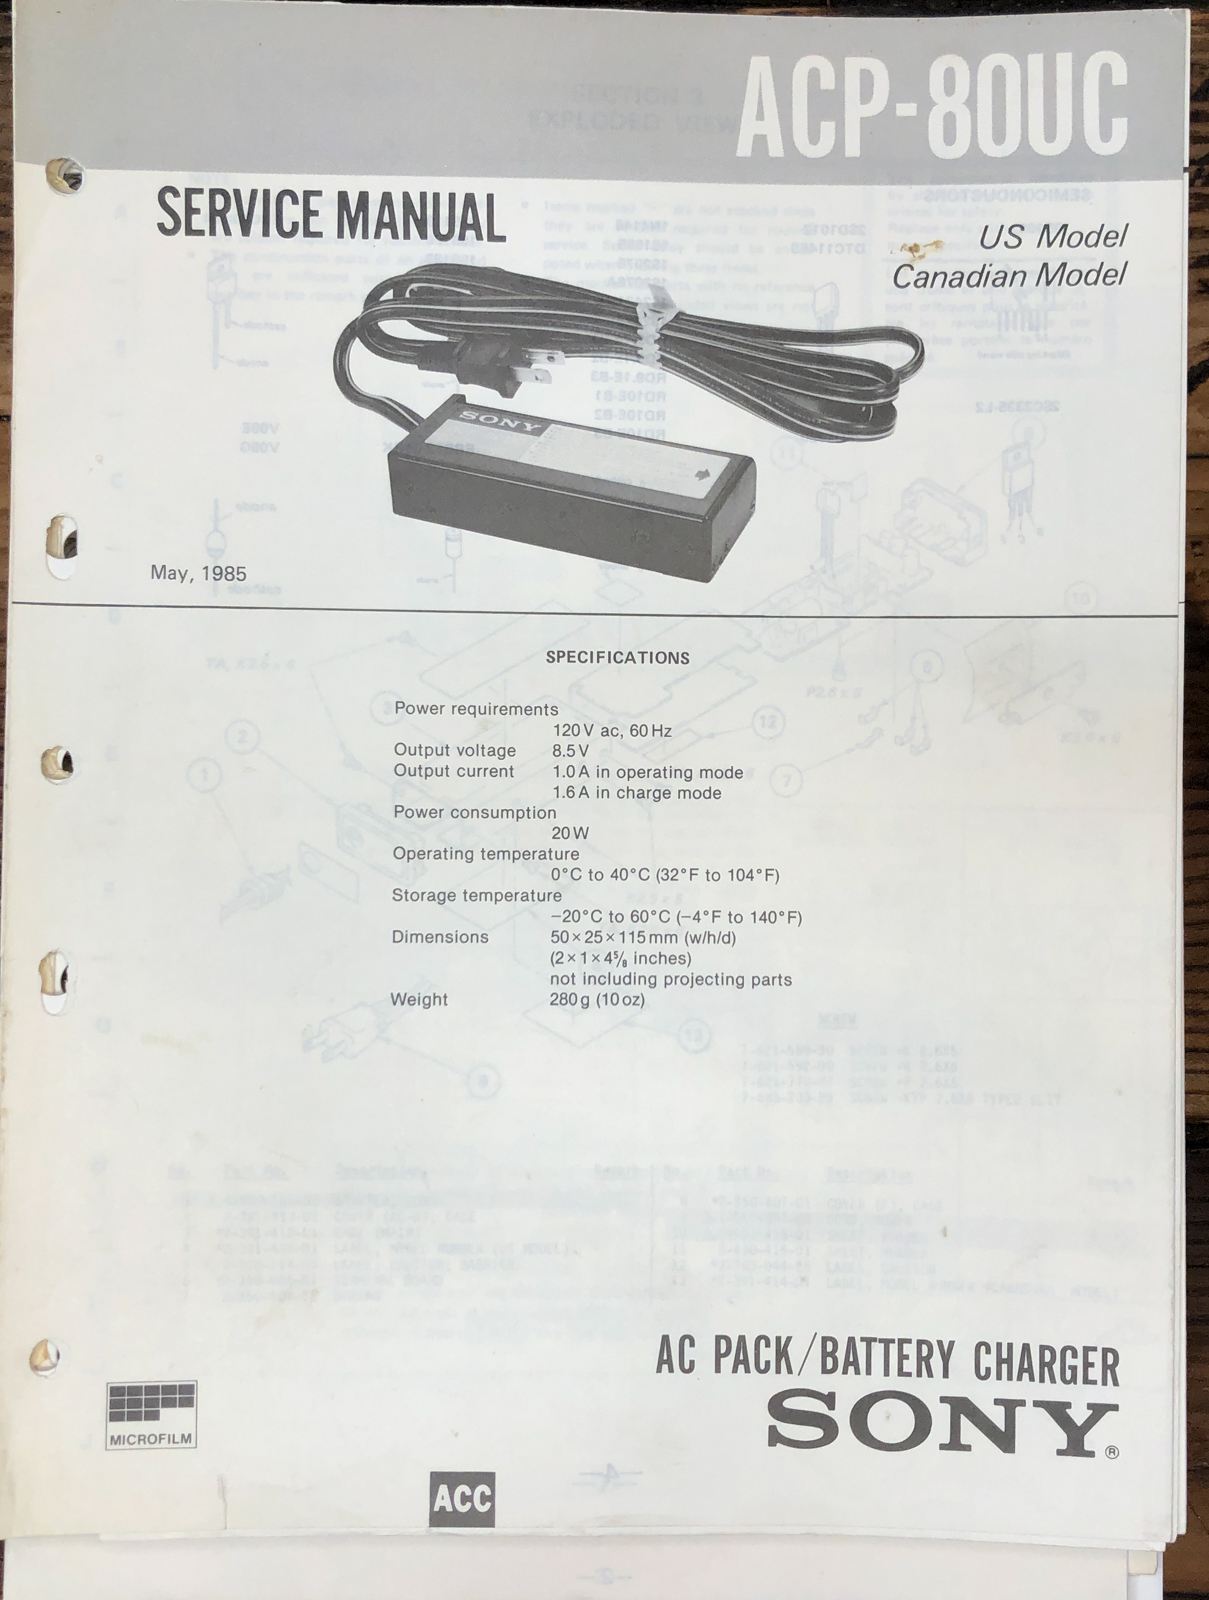 ACP-80UC
SERVICE MANUAL
US Model
Canadian Model
SONY
May, 1985
SPECIFICATIONS
Power requirements
120 V ac, 60 Hz
Output voltage 8.5 V
Output current 1.0 A in operating mode
1.6 A in charge mode
Power consumption
20 W
Operating temperature
0°C to 40°C (32°F to 104°F)
Storage temperature
−20°C to 60°C (−4°F to 140°F)
Dimensions 50 × 25 × 115 mm (w/h/d)
(2 × 1 × 4⅝ inches)
not including projecting parts
Weight 280 g (10 oz)
AC PACK/BATTERY CHARGER
SONY®
MICROFILM
ACC